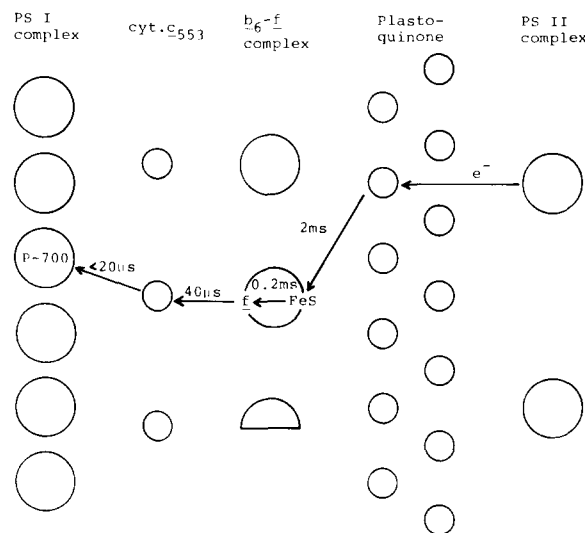 PS I complex
cyt.c553
b6-f complex
Plasto-quinone
PS II complex
e-
2ms
P-700
<20μs
40μs
0.2ms
f
FeS